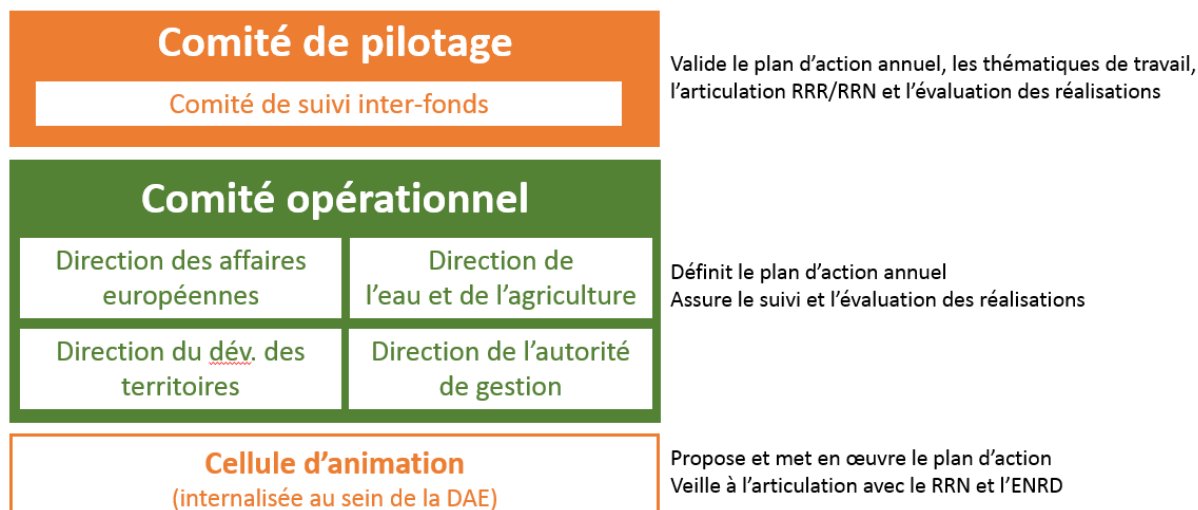 Comité de pilotage
Comité de suivi inter-fonds
Valide le plan d’action annuel, les thématiques de travail,
l’articulation RRR/RRN et l’évaluation des réalisations
Comité opérationnel
Direction des affaires
européennes
Direction de
l’eau et de l’agriculture
Direction du dév. des
territoires
Direction de l’autorité
de gestion
Définit le plan d’action annuel
Assure le suivi et l’évaluation des réalisations
Cellule d’animation
(internalisée au sein de la DAE)
Propose et met en œuvre le plan d’action
Veille à l’articulation avec le RRN et l’ENRD